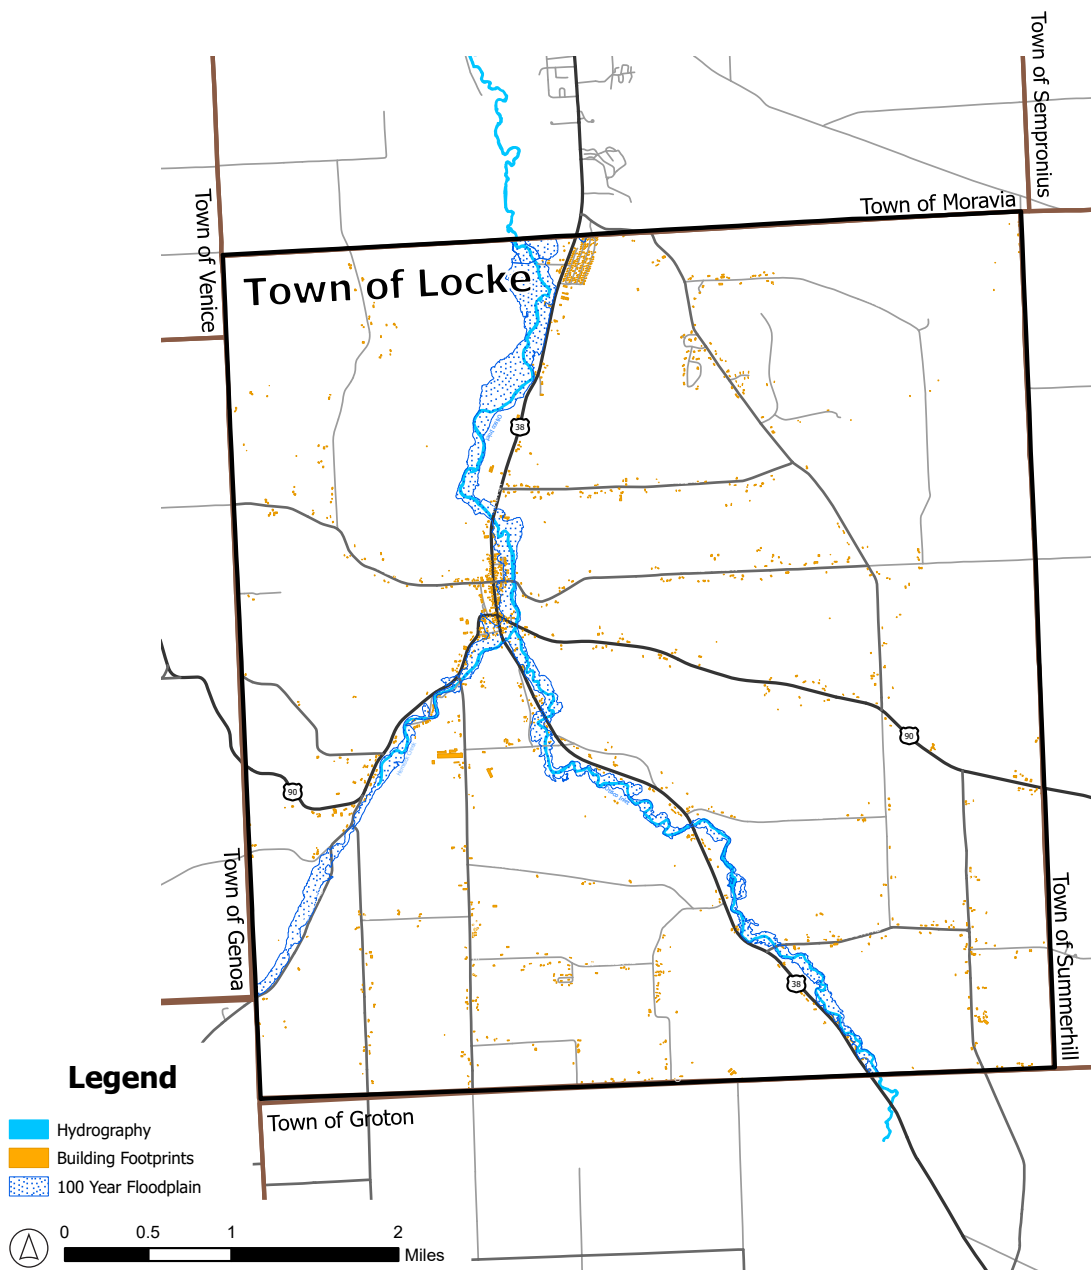 Town of Sempronius
Town of Moravia
Town of Venice
Town of Locke
38
90
90
Town of Genoa
Town of Summerhill
38
Legend
Town of Groton
Hydrography
Building Footprints
100 Year Floodplain
0 0.5 1 2
Miles